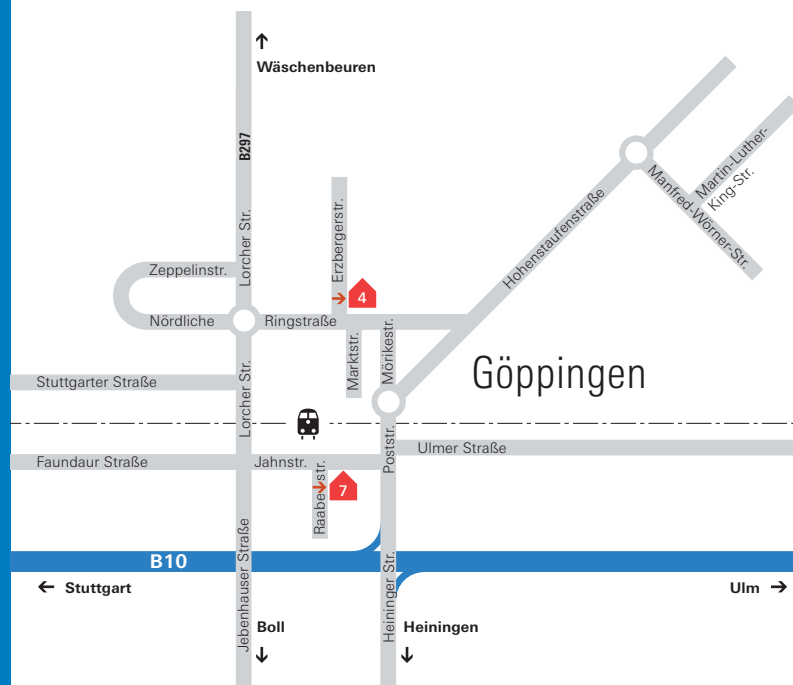 Wäschenbeuren
B297
Lorcher Str.
Erzbergerstr.
Hohenstaufenstraße
Martin-Luther-
King-Str.
Manfred-Wörner-Str.
Zeppelinstr.
4
Nördliche
Ringstraße
Marktstr.
Mörikestr.
Göppingen
Stuttgarter Straße
Lorcher Str.
Poststr.
Ulmer Straße
Faundaur Straße
Jahnstr.
Raabestr.
7
B10
Stuttgart
Ulm
Jebenhauser Straße
Heininger Str.
Boll
Heiningen